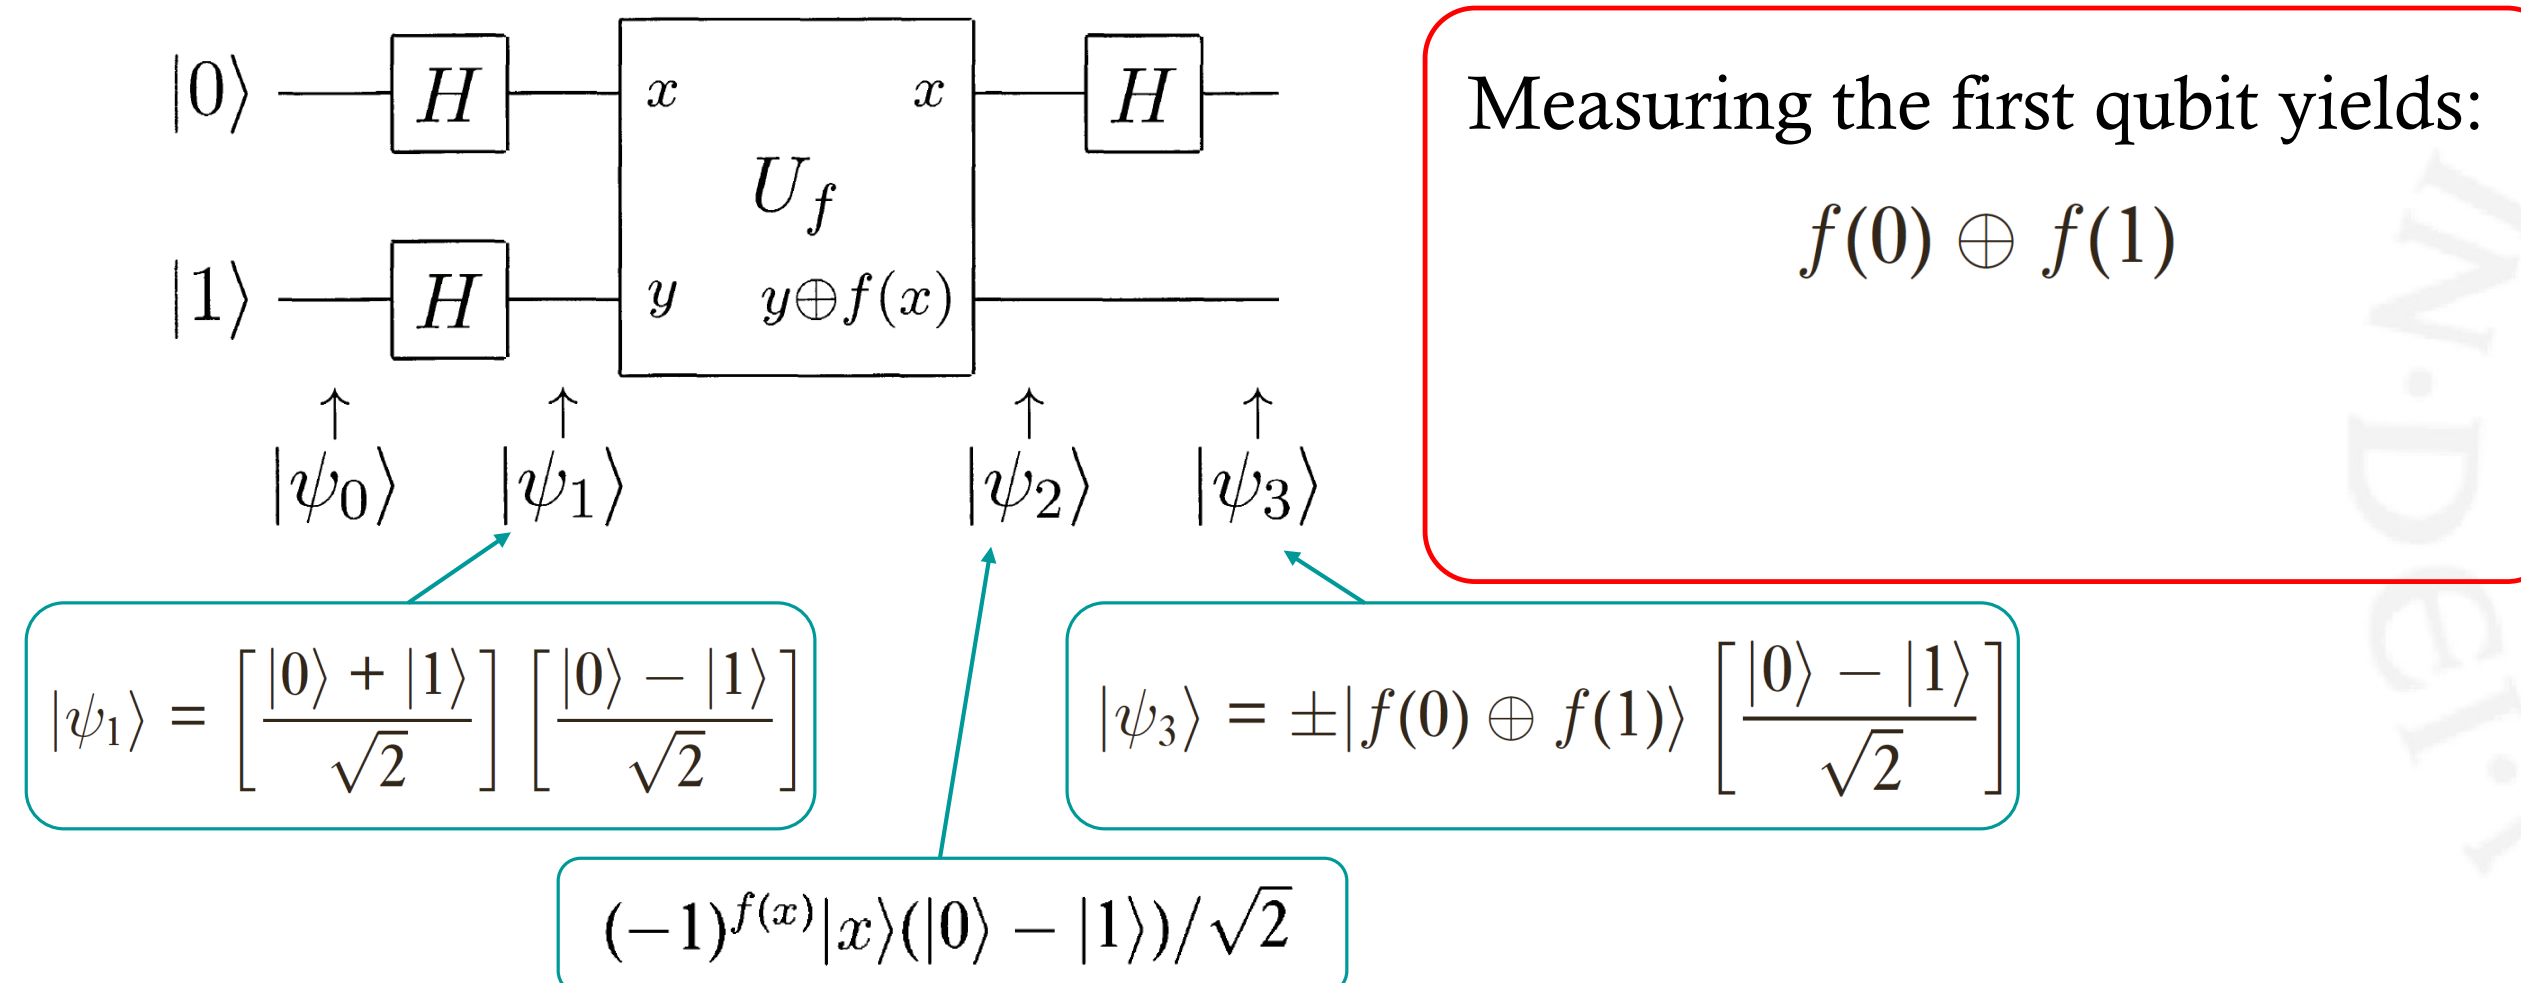 |0⟩ H x x H
U_f
|1⟩ H y y⊕f(x)
↑ ↑ ↑ ↑
|ψ₀⟩ |ψ₁⟩ |ψ₂⟩ |ψ₃⟩
Measuring the first qubit yields:
f(0) ⊕ f(1)
|ψ₁⟩ = [(|0⟩ + |1⟩)/√2] [(|0⟩ − |1⟩)/√2]
|ψ₃⟩ = ±|f(0) ⊕ f(1)⟩ [(|0⟩ − |1⟩)/√2]
(−1)^{f(x)}|x⟩(|0⟩ − |1⟩)/√2